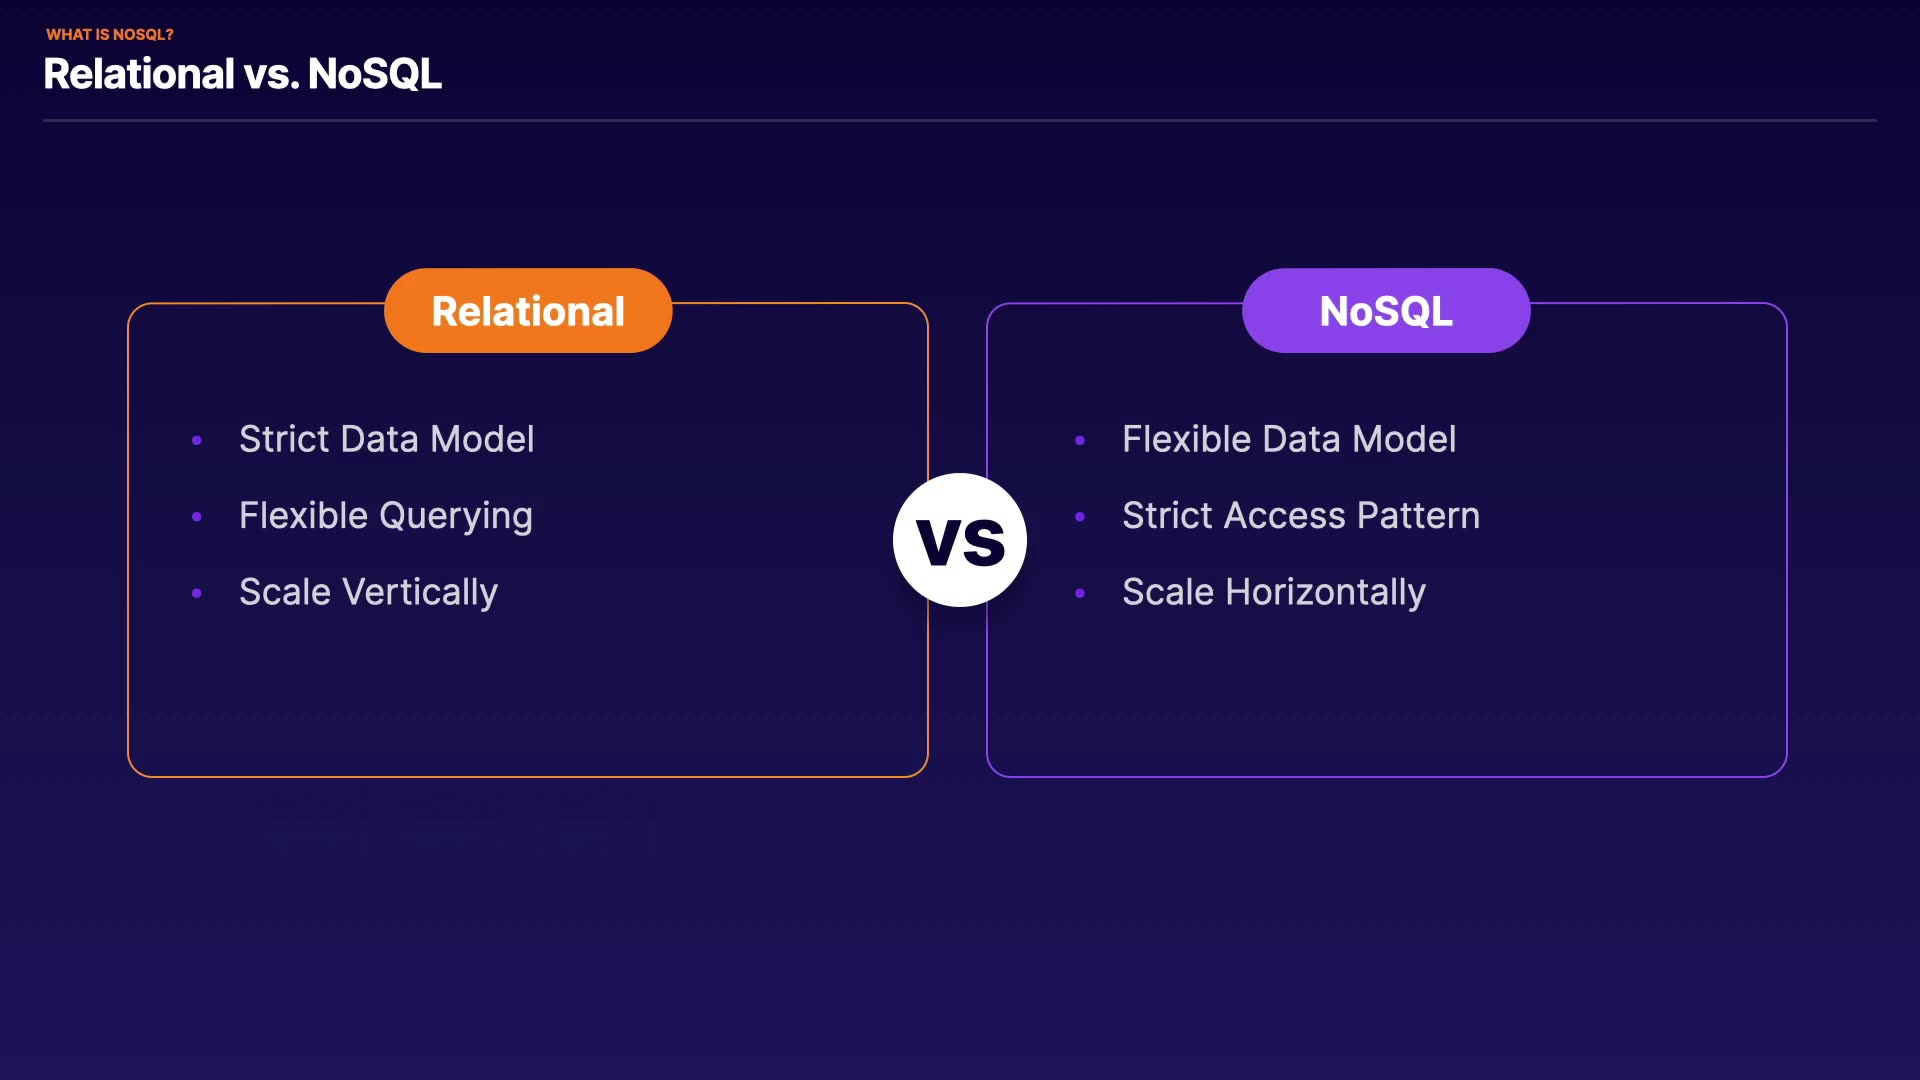 WHAT IS NOSQL?
Relational vs. NoSQL
Relational
• Strict Data Model
• Flexible Querying
• Scale Vertically
VS
NoSQL
• Flexible Data Model
• Strict Access Pattern
• Scale Horizontally